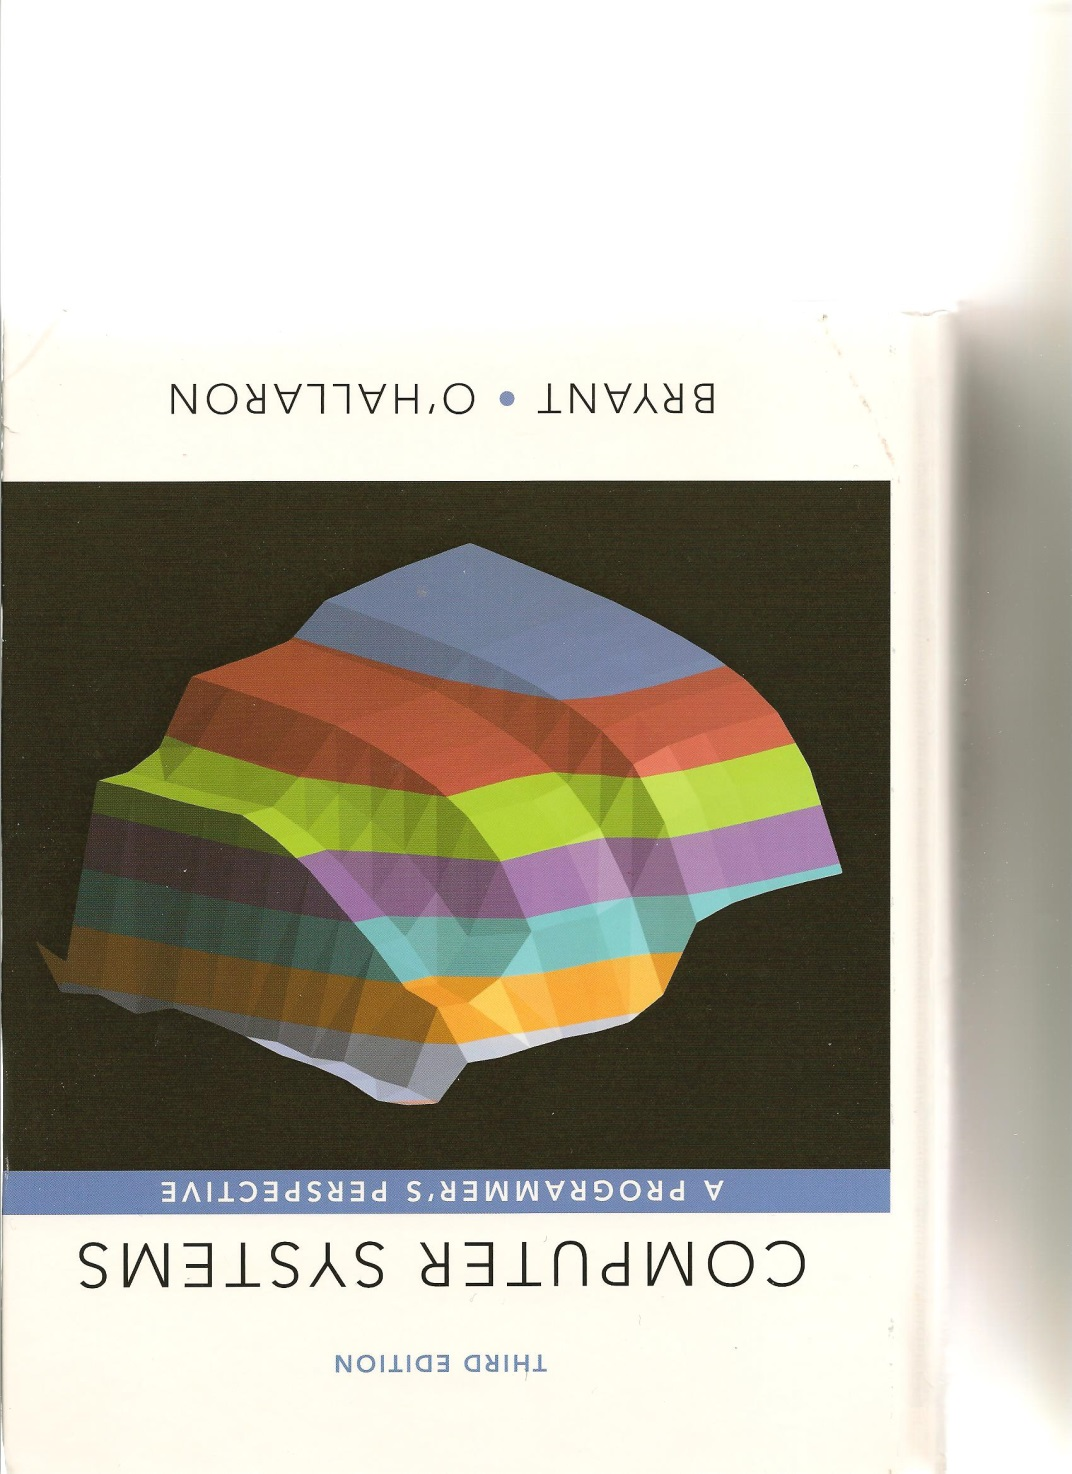 THIRD EDITION
COMPUTER SYSTEMS
A PROGRAMMER'S PERSPECTIVE
BRYANT • O'HALLARON